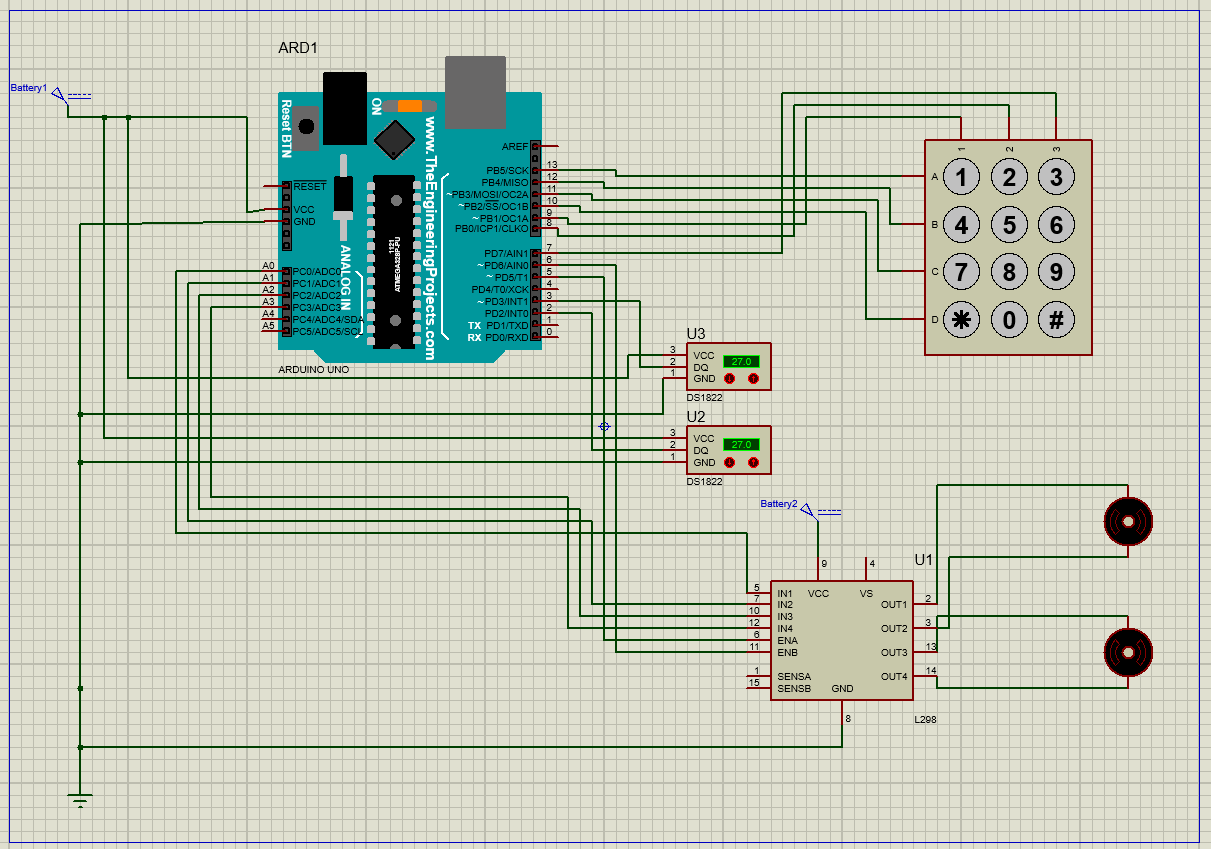 ARD1
Battery1
Reset BTN
ON
www.TheEngineeringProjects.com
ANALOG IN
1121
RESET
VCC
GND
A0 PC0/ADC0
A1 PC1/ADC1
A2 PC2/ADC2
A3 PC3/ADC3
A4 PC4/ADC4/SDA
A5 PC5/ADC5/SCL
AREF
PB5/SCK 13
PB4/MISO 12
~PB3/MOSI/OC2A 11
~PB2/SS/OC1B 10
~PB1/OC1A 9
PB0/ICP1/CLKO 8
PD7/AIN1 7
~PD6/AIN0 6
~PD5/T1 5
PD4/T0/XCK 4
~PD3/INT1 3
PD2/INT0 2
TX PD1/TXD 1
RX PD0/RXD 0
ARDUINO UNO
1 2 3
A 1 2 3
B 4 5 6
C 7 8 9
D * 0 #
U3
3 VCC 27.0
2 DQ
1 GND
DS1822
U2
3 VCC 27.0
2 DQ
1 GND
DS1822
Battery2
U1
9 4
VCC VS
5 IN1
7 IN2
10 IN3
12 IN4
6 ENA
11 ENB
1 SENSA
15 SENSB
OUT1 2
OUT2 3
OUT3 13
OUT4 14
GND
8
L298